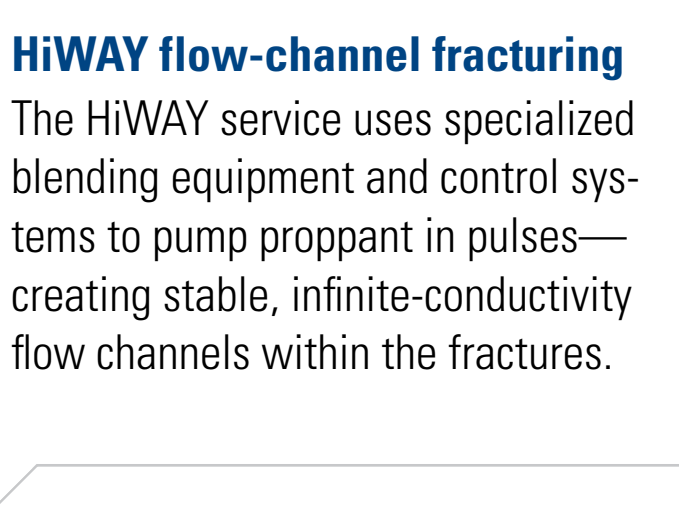 HiWAY flow-channel fracturing
The HiWAY service uses specialized
blending equipment and control sys-
tems to pump proppant in pulses—
creating stable, infinite-conductivity
flow channels within the fractures.